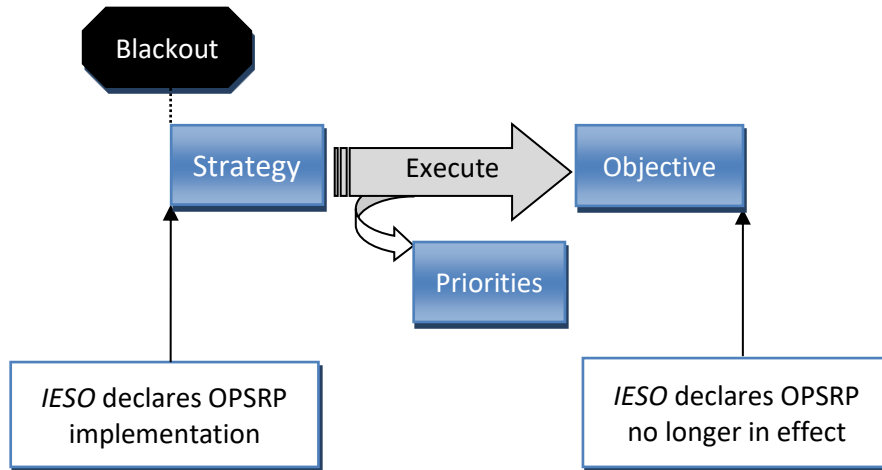 Blackout
Strategy
Execute
Objective
Priorities
IESO declares OPSRP
implementation
IESO declares OPSRP
no longer in effect